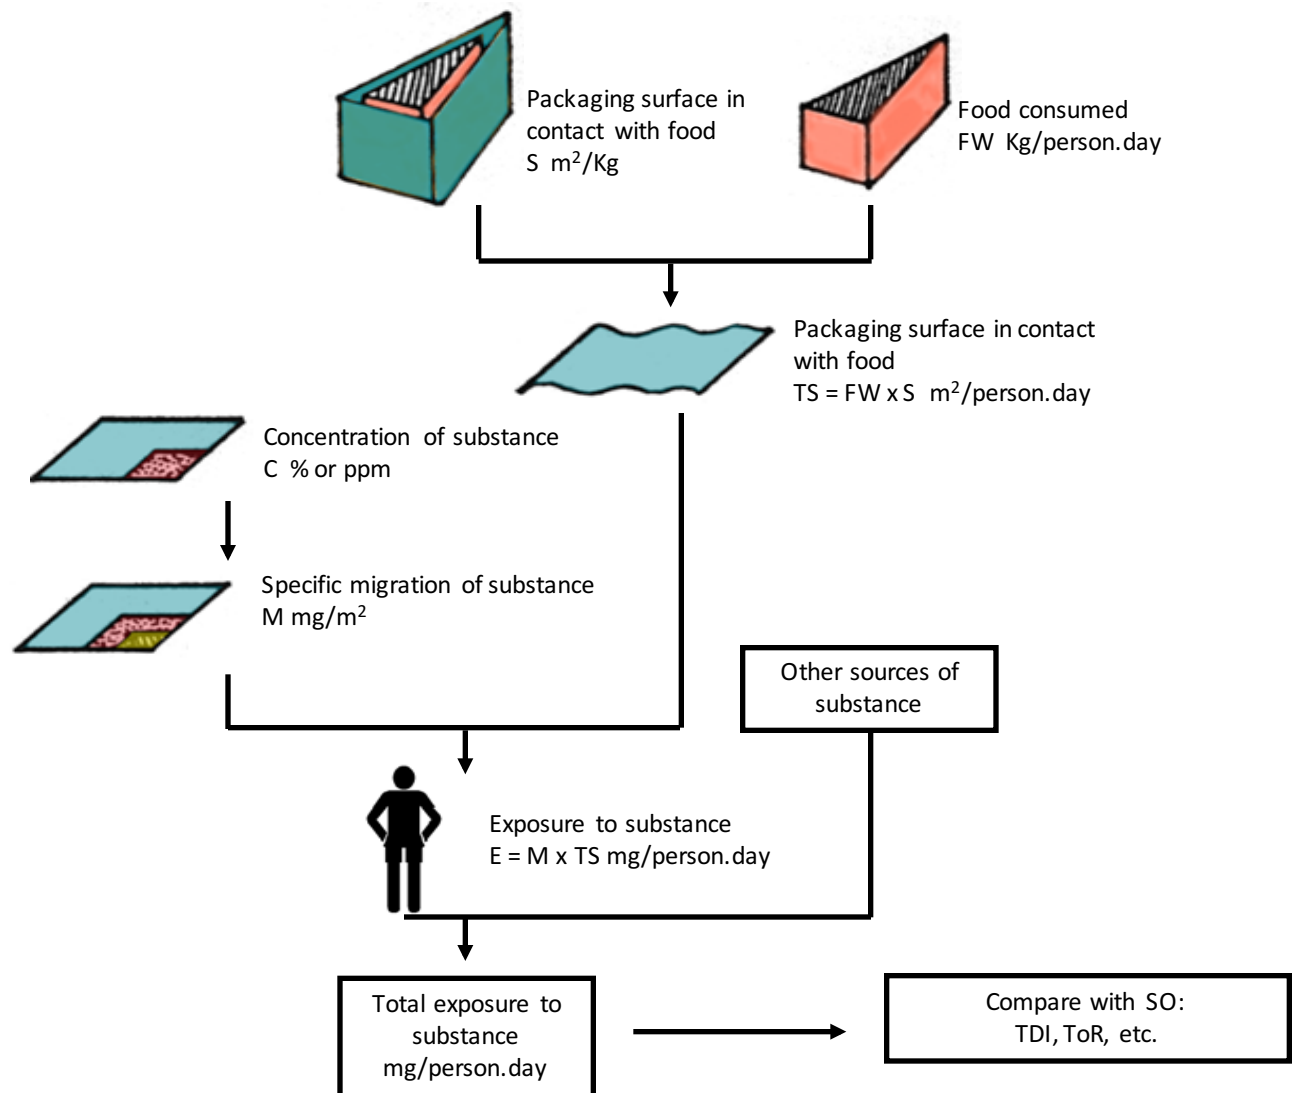 Packaging surface in
contact with food
S m²/Kg
Food consumed
FW Kg/person.day
Packaging surface in contact
with food
TS = FW x S m²/person.day
Concentration of substance
C % or ppm
Specific migration of substance
M mg/m²
Other sources of
substance
Exposure to substance
E = M x TS mg/person.day
Total exposure to
substance
mg/person.day
Compare with SO:
TDI, ToR, etc.